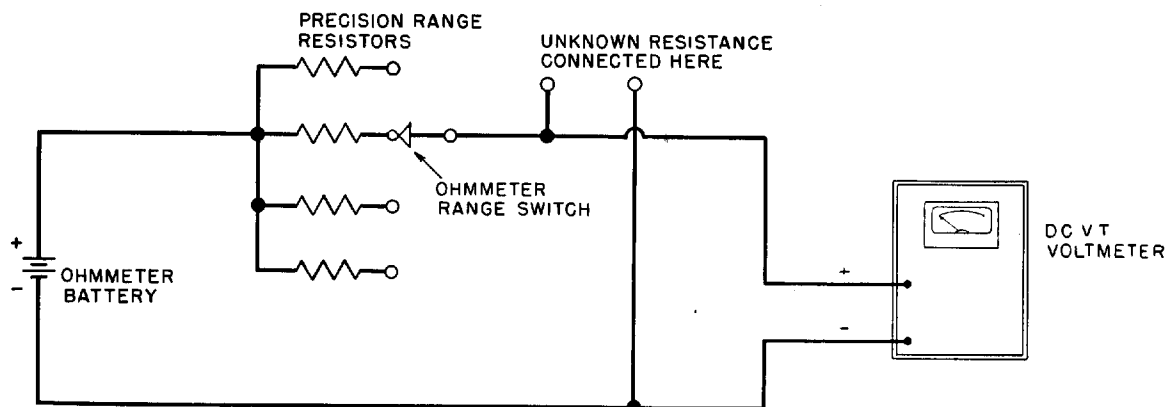 PRECISION RANGE
RESISTORS
UNKNOWN RESISTANCE
CONNECTED HERE
OHMMETER
RANGE SWITCH
+
-
OHMMETER
BATTERY
+
-
DC VT
VOLTMETER